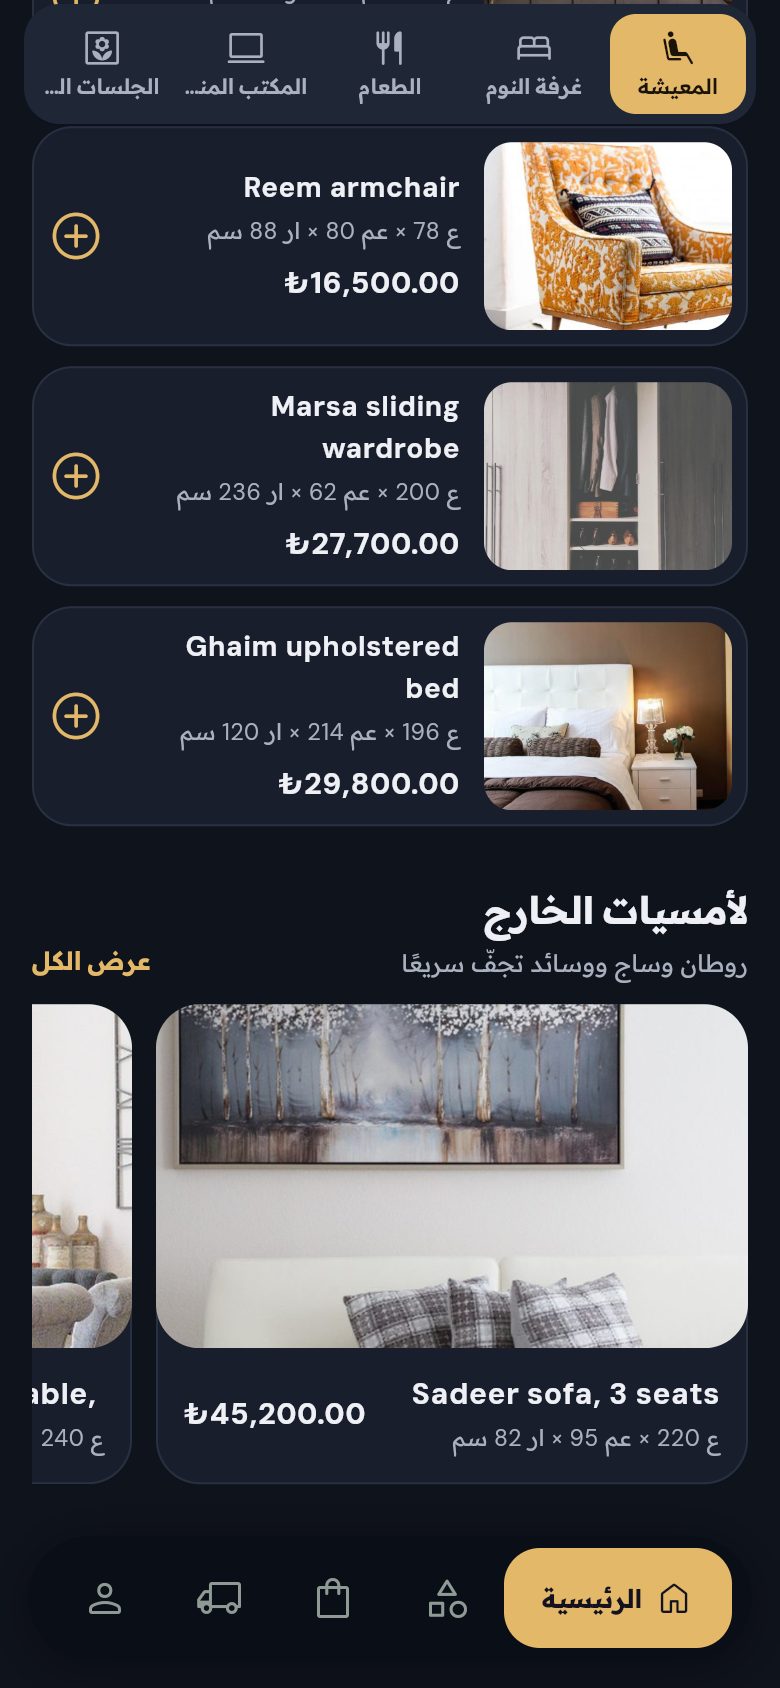 المعيشة
غرفة النوم
الطعام
المكتب المنـ...
الجلسات الـ...
Reem armchair
ع 78 × عم 80 × ار 88 سم
₺16,500.00
Marsa sliding
wardrobe
ع 200 × عم 62 × ار 236 سم
₺27,700.00
Ghaim upholstered
bed
ع 196 × عم 214 × ار 120 سم
₺29,800.00
لأمسيات الخارج
روطان وساج ووسائد تجفّ سريعًا
عرض الكل
Sadeer sofa, 3 seats
ع 220 × عم 95 × ار 82 سم
₺45,200.00
ع 240
الرئيسية